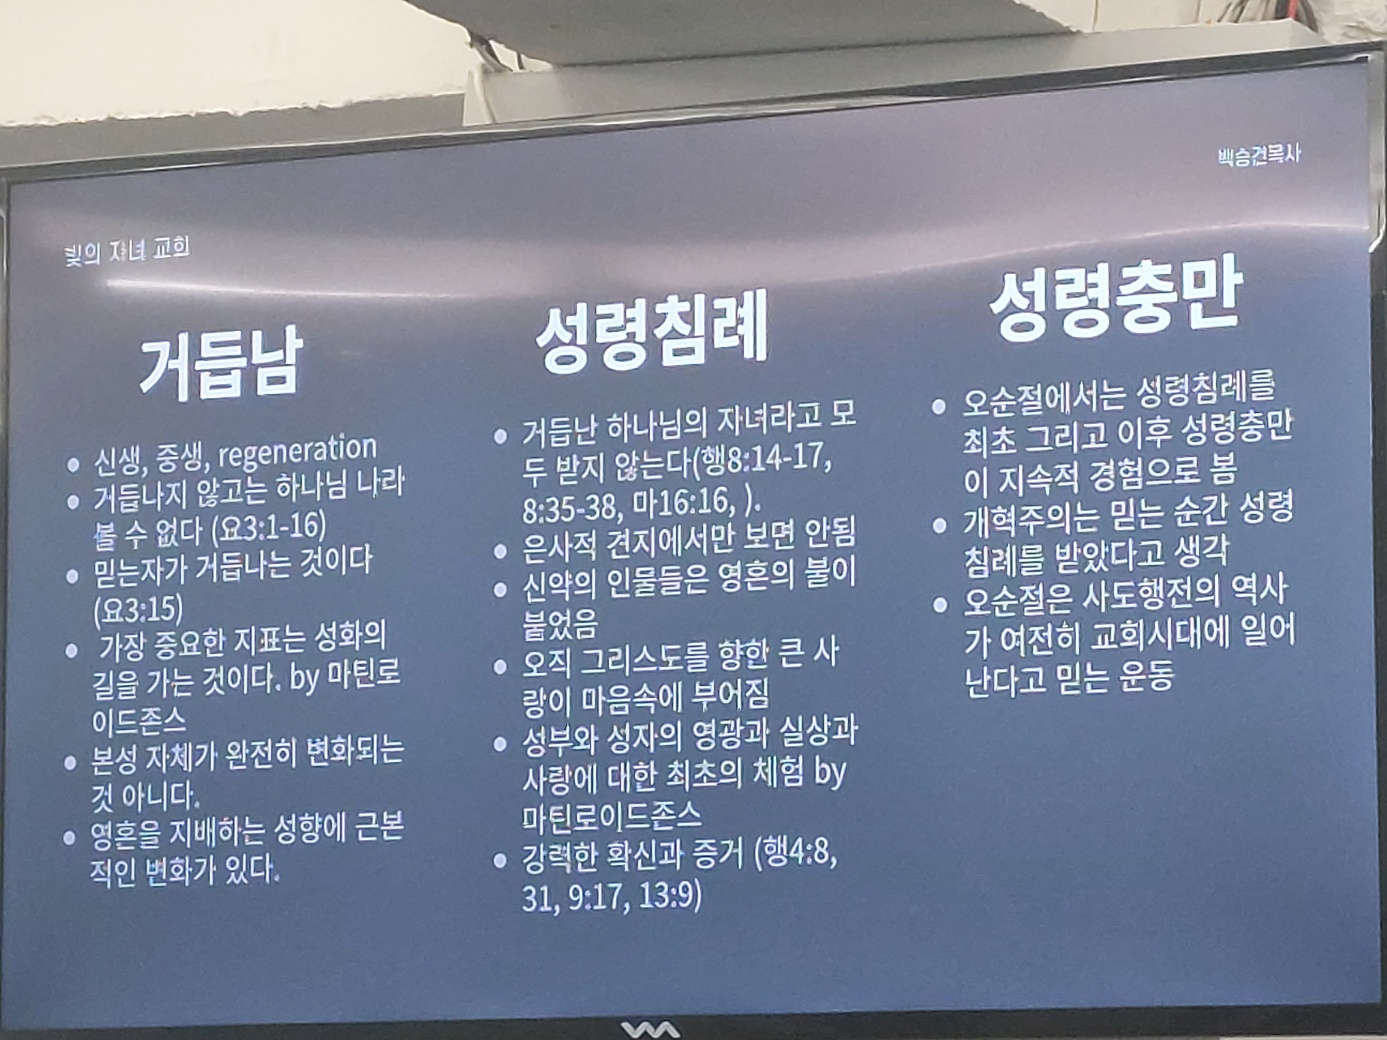 백승견목사
빛의 자녀 교회
거듭남
신생, 중생, regeneration
거듭나지 않고는 하나님 나라
볼 수 없다 (요3:1-16)
믿는자가 거듭나는 것이다
(요3:15)
가장 중요한 지표는 성화의
길을 가는 것이다. by 마틴로
이드존스
본성 자체가 완전히 변화되는
것 아니다.
영혼을 지배하는 성향에 근본
적인 변화가 있다.
성령침례
거듭난 하나님의 자녀라고 모
두 받지 않는다(행8:14-17,
8:35-38, 마16:16, ).
은사적 견지에서만 보면 안됨
신약의 인물들은 영혼의 불이
붙었음
오직 그리스도를 향한 큰 사
랑이 마음속에 부어짐
성부와 성자의 영광과 실상과
사랑에 대한 최초의 체험 by
마틴로이드존스
강력한 확신과 증거 (행4:8,
31, 9:17, 13:9)
성령충만
오순절에서는 성령침례를
최초 그리고 이후 성령충만
이 지속적 경험으로 봄
개혁주의는 믿는 순간 성령
침례를 받았다고 생각
오순절은 사도행전의 역사
가 여전히 교회시대에 일어
난다고 믿는 운동